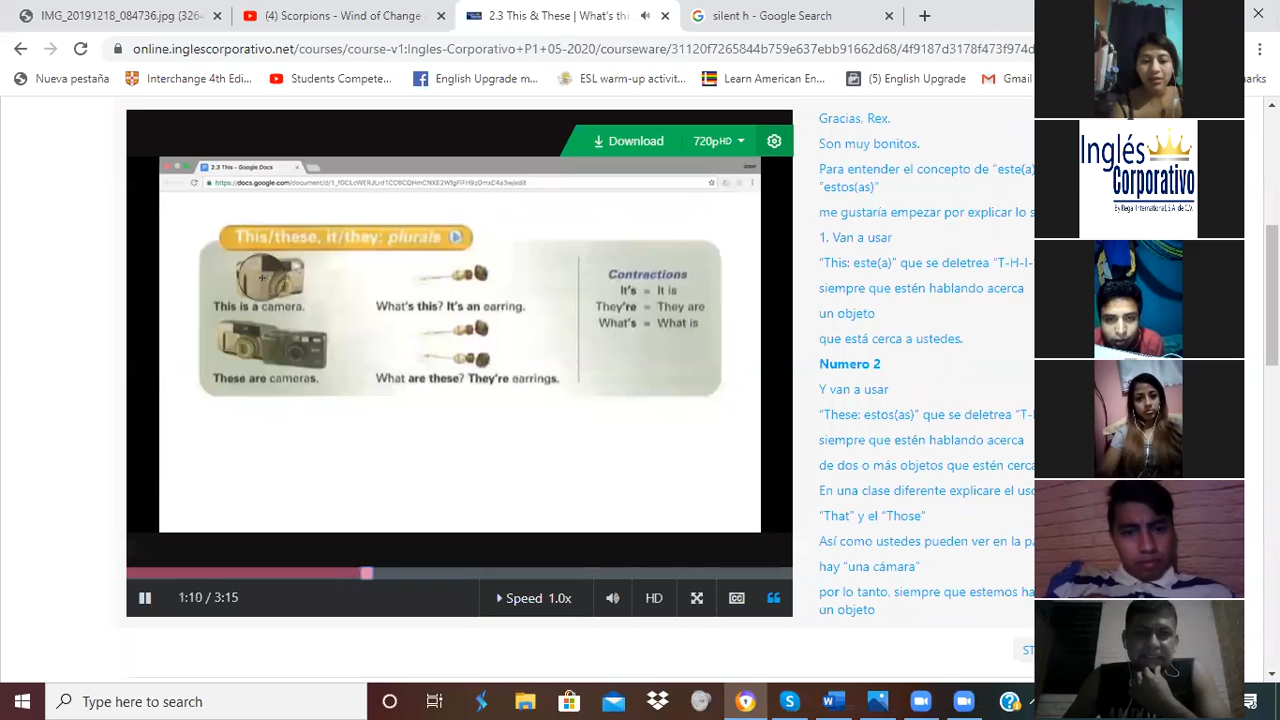 IMG_20191218_084736.jpg (326
(4) Scorpions - Wind of Change
2.3 This & These | What's thi
silent h - Google Search
online.inglescorporativo.net/courses/course-v1:Ingles-Corporativo+P1+05-2020/courseware/31120f7265844b759e637ebb91662d68/4f9187d3178f473f974d
Nueva pestaña
Interchange 4th Edi...
Students Compete...
English Upgrade m...
ESL warm-up activit...
Learn American En...
(5) English Upgrade
Gmail
marks
Download
720pHD
2.3 This - Google Docs
This/these, it/they; plurals
This is a camera.
What's this? It's an earring.
These are cameras.
What are these? They're earrings.
Contractions
It's = It is
They're = They are
What's = What is
1:10 / 3:15
Speed 1.0x
HD
Gracias, Rex.
Son muy bonitos.
Para entender el concepto de "este(a)
"estos(as)"
me gustaría empezar por explicar lo s
1. Van a usar
"This: este(a)" que se deletrea "T-H-I-
siempre que estén hablando acerca
un objeto
que está cerca a ustedes.
Numero 2
Y van a usar
"These: estos(as)" que se deletrea "T-
siempre que estén hablando acerca
de dos o más objetos que estén cerca
En una clase diferente explicare el uso
"That" y el "Those"
Así como ustedes pueden ver en la pa
hay "una cámara"
por lo tanto, siempre que estemos ha
un objeto
ST
Inglés
Corporativo
Type here to search